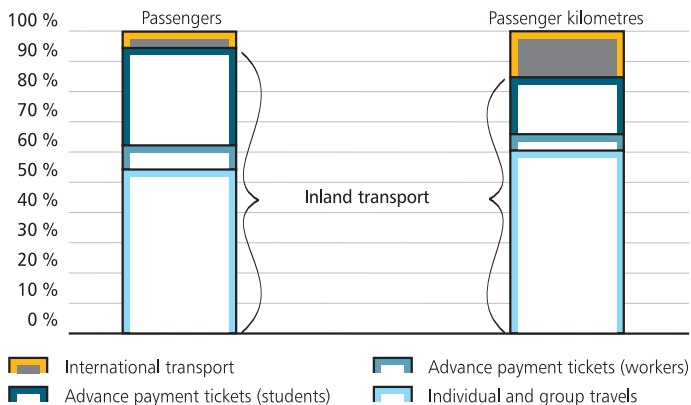 Passengers
Passenger kilometres
100 %
90 %
80 %
70 %
60 %
50 %
40 %
30 %
20 %
10 %
0 %
Inland transport
International transport
Advance payment tickets (workers)
Advance payment tickets (students)
Individual and group travels